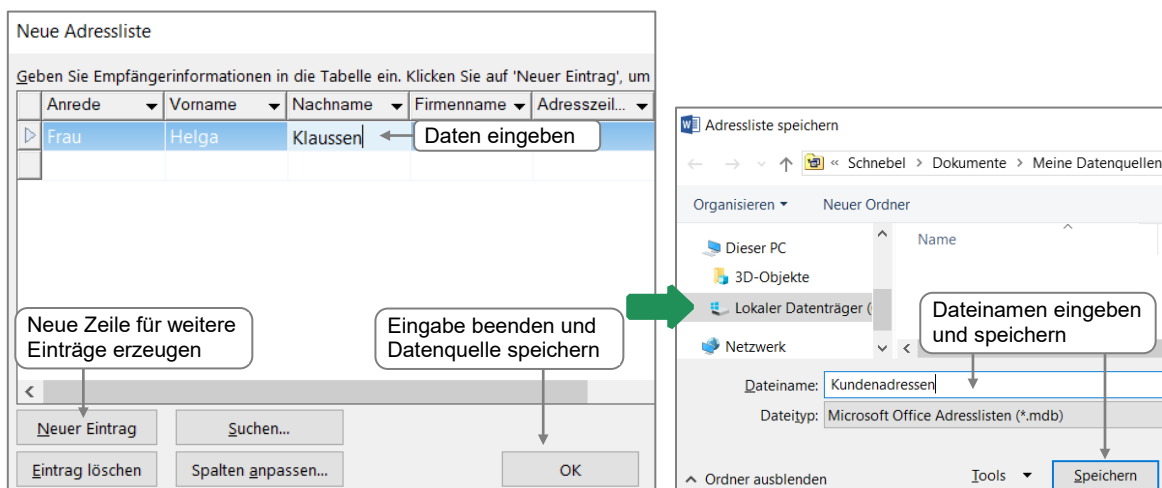 Neue Adressliste
Geben Sie Empfängerinformationen in die Tabelle ein. Klicken Sie auf 'Neuer Eintrag', um
Anrede Vorname Nachname Firmenname Adresszeil...
Frau Helga Klaussen
Daten eingeben
Neue Zeile für weitere
Einträge erzeugen
Eingabe beenden und
Datenquelle speichern
Neuer Eintrag Suchen...
Eintrag löschen Spalten anpassen... OK
Adressliste speichern
« Schnebel > Dokumente > Meine Datenquellen
Organisieren Neuer Ordner
Name
Dieser PC
3D-Objekte
Lokaler Datenträger (
Netzwerk
Dateinamen eingeben
und speichern
Dateiname: Kundenadressen
Dateityp: Microsoft Office Adresslisten (*.mdb)
Ordner ausblenden Tools Speichern